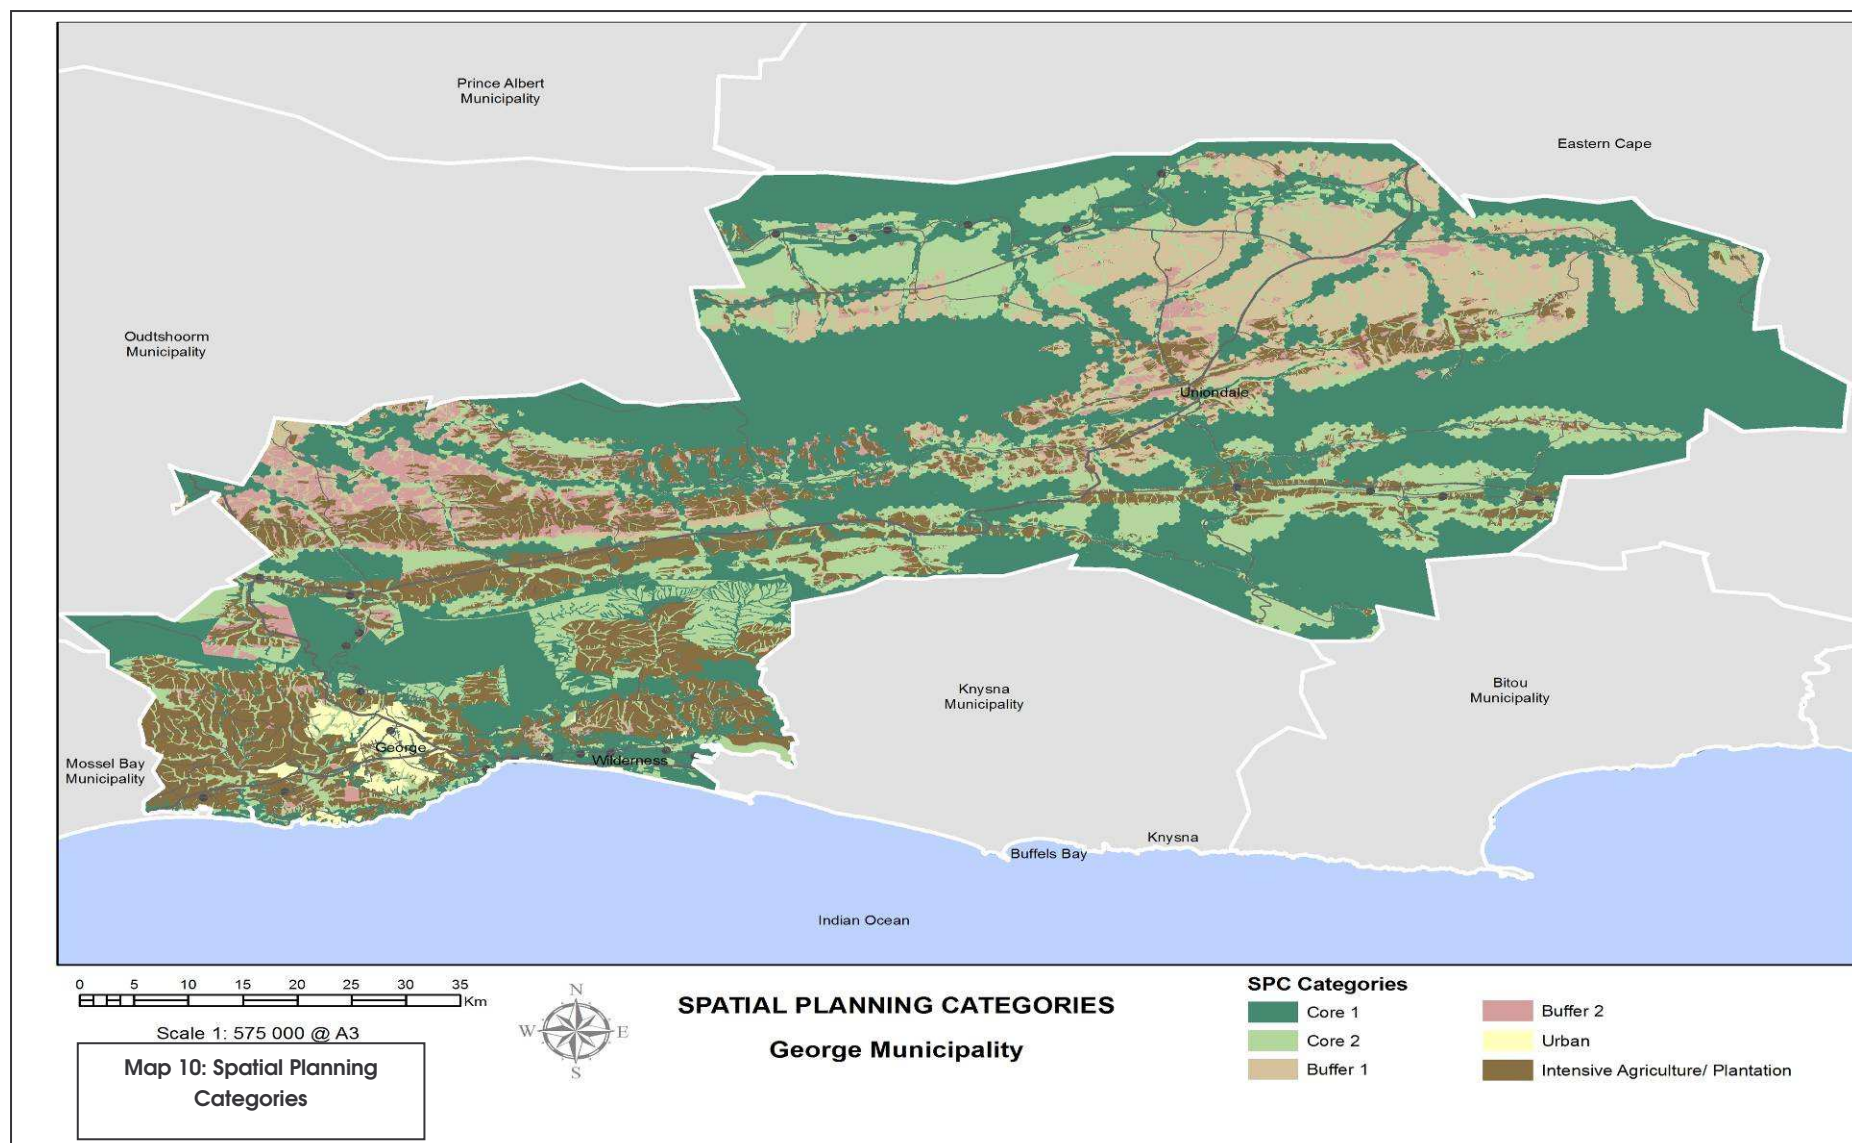 Prince Albert
Municipality
Eastern Cape
Oudtshoorm
Municipality
Uniondale
Knysna
Municipality
Bitou
Municipality
George
Wilderness
Mossel Bay
Municipality
Knysna
Buffels Bay
Indian Ocean
0 5 10 15 20 25 30 35
Km
Scale 1: 575 000 @ A3
Map 10: Spatial Planning
Categories
N
W E
S
SPATIAL PLANNING CATEGORIES
George Municipality
SPC Categories
Core 1
Core 2
Buffer 1
Buffer 2
Urban
Intensive Agriculture/ Plantation